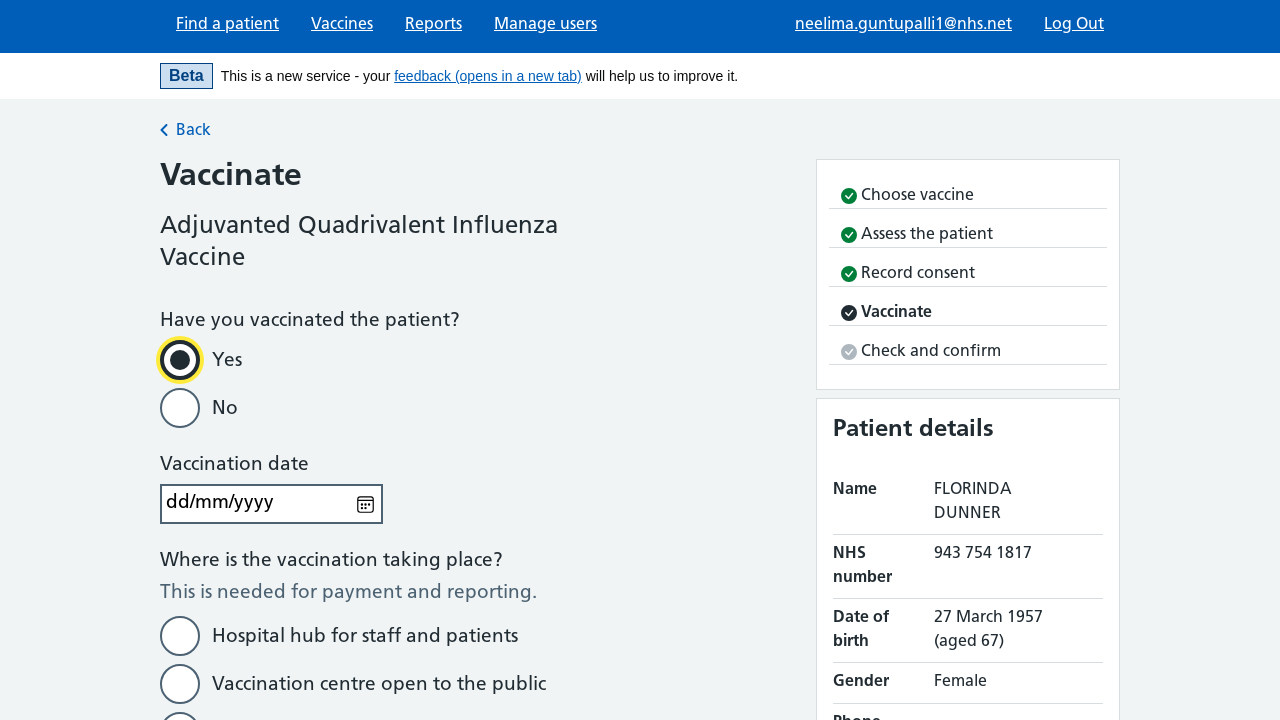 Find a patient Vaccines Reports Manage users neelima.guntupalli1@nhs.net Log Out
Beta This is a new service - your feedback (opens in a new tab) will help us to improve it.
Back
Vaccinate
Adjuvanted Quadrivalent Influenza
Vaccine
Have you vaccinated the patient?
Yes
No
Vaccination date
dd/mm/yyyy
Where is the vaccination taking place?
This is needed for payment and reporting.
Hospital hub for staff and patients
Vaccination centre open to the public
Choose vaccine
Assess the patient
Record consent
Vaccinate
Check and confirm
Patient details
Name FLORINDA
DUNNER
NHS 943 754 1817
number
Date of 27 March 1957
birth (aged 67)
Gender Female
Phone